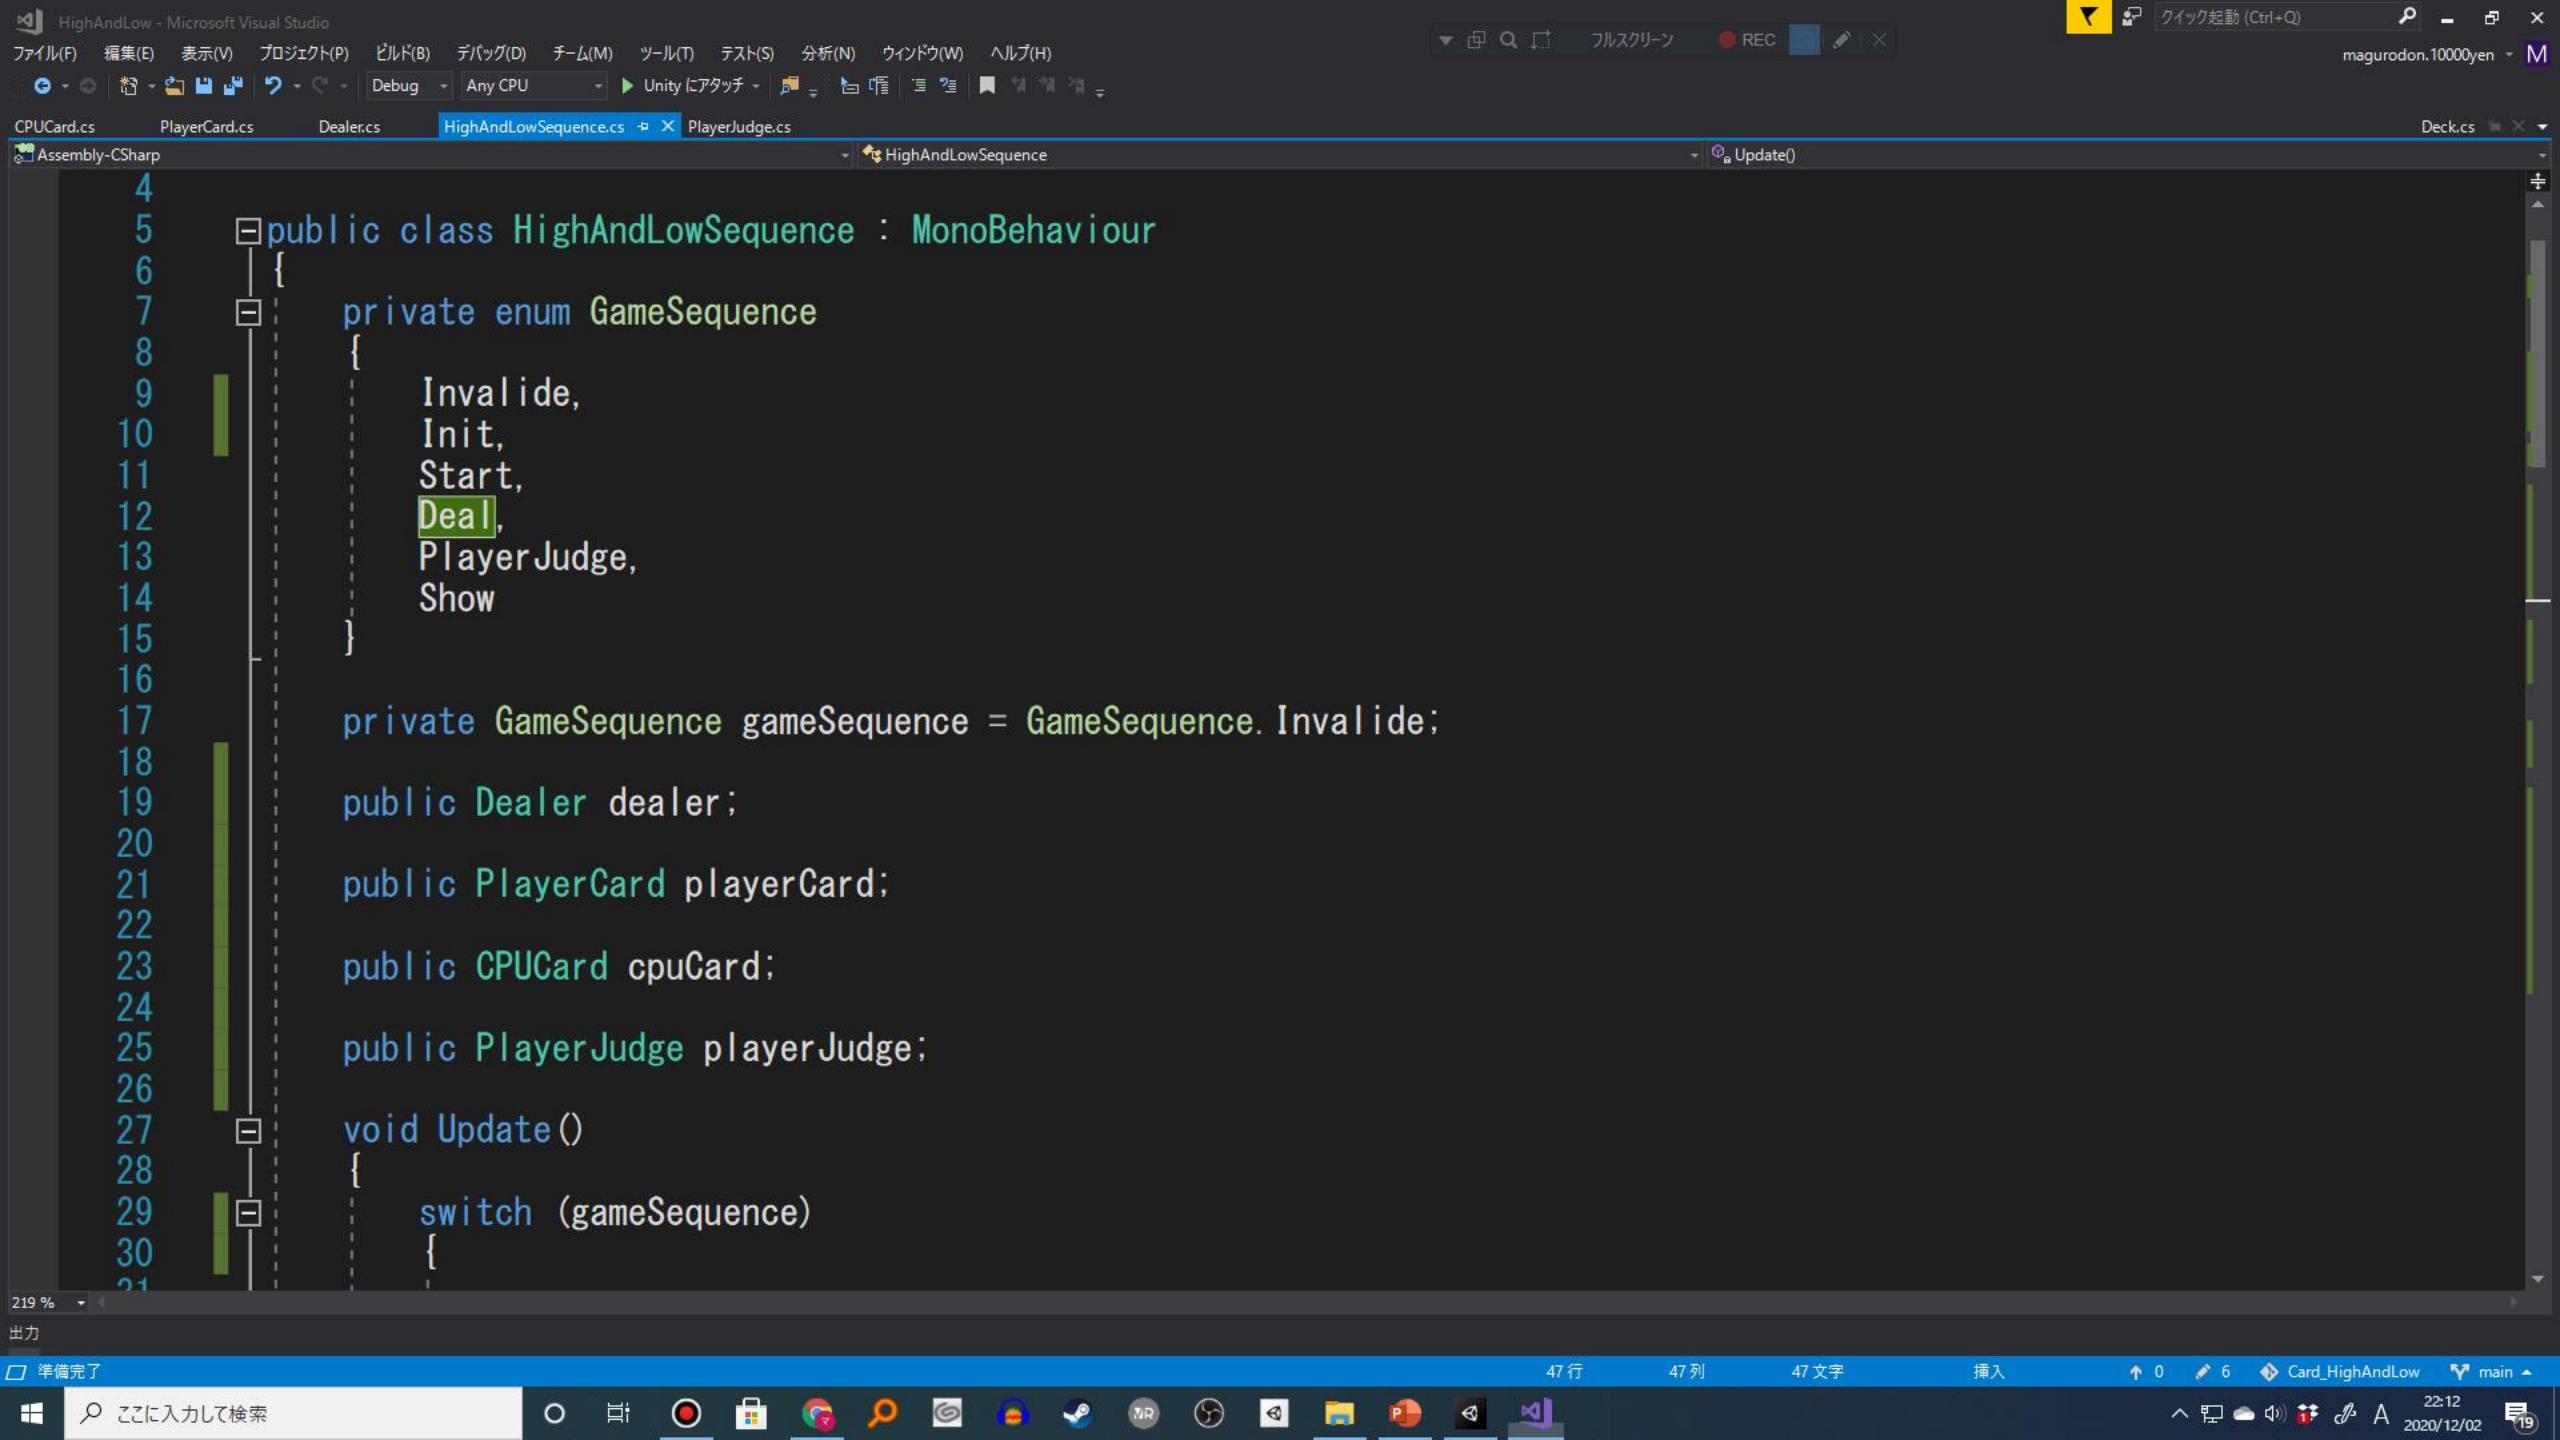 HighAndLow - Microsoft Visual Studio
クイック起動 (Ctrl+Q)
ファイル(F) 編集(E) 表示(V) プロジェクト(P) ビルド(B) デバッグ(D) チーム(M) ツール(T) テスト(S) 分析(N) ウィンドウ(W) ヘルプ(H)
フルスクリーン REC
magurodon.10000yen M
Debug Any CPU Unity にアタッチ
CPUCard.cs PlayerCard.cs Dealer.cs HighAndLowSequence.cs PlayerJudge.cs Deck.cs
Assembly-CSharp HighAndLowSequence Update()
4
5 public class HighAndLowSequence : MonoBehaviour
6 {
7 private enum GameSequence
8 {
9 Invalide,
10 Init,
11 Start,
12 Deal,
13 PlayerJudge,
14 Show
15 }
16
17 private GameSequence gameSequence = GameSequence.Invalide;
18
19 public Dealer dealer;
20
21 public PlayerCard playerCard;
22
23 public CPUCard cpuCard;
24
25 public PlayerJudge playerJudge;
26
27 void Update()
28 {
29 switch (gameSequence)
30 {
31
219 %
出力
準備完了 47 行 47 列 47 文字 挿入 0 6 Card_HighAndLow main
ここに入力して検索
A 22:12
2020/12/02
19